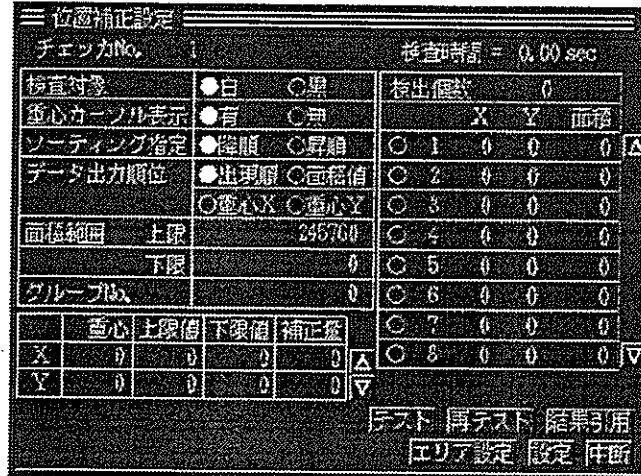 位置補正設定
チェッカNo. 1 検査時間 = 0.00 sec
検査対象 ●白 ○黒
重心カーソル表示 ●有 ○無
ソーティング指定 ●降順 ○昇順
データ出力順位 ●出現順 ○面積値
○重心X ○重心Y
面積範囲 上限 245760
下限 0
グループNo. 0
重心 上限値 下限値 補正量
X 0 0 0 0
Y 0 0 0 0
検出個数 0
X Y 面積
○ 1 0 0 0
○ 2 0 0 0
○ 3 0 0 0
○ 4 0 0 0
○ 5 0 0 0
○ 6 0 0 0
○ 7 0 0 0
○ 8 0 0 0
テスト 再テスト 結果引用
エリア設定 設定 中断